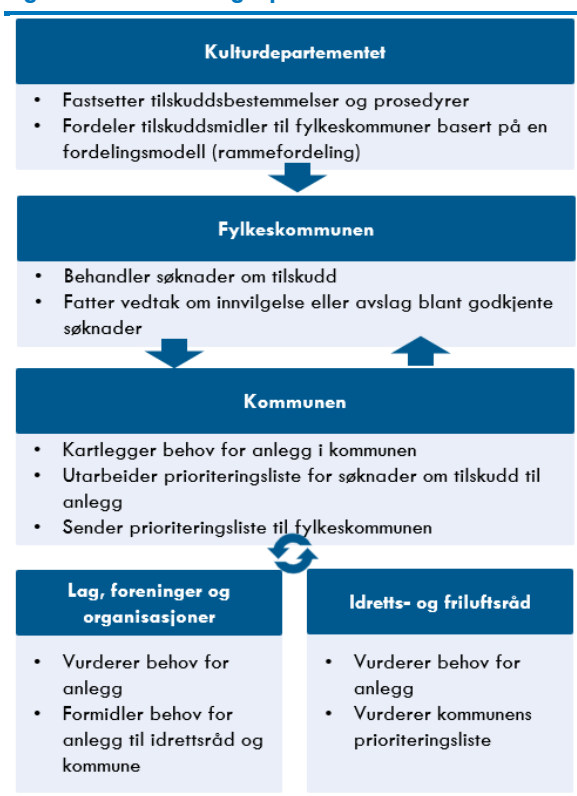 Kulturdepartementet
• Fastsetter tilskuddsbestemmelser og prosedyrer
• Fordeler tilskuddsmidler til fylkeskommuner basert på en
fordelingsmodell (rammefordeling)
Fylkeskommunen
• Behandler søknader om tilskudd
• Fatter vedtak om innvilgelse eller avslag blant godkjente
søknader
Kommunen
• Kartlegger behov for anlegg i kommunen
• Utarbeider prioriteringsliste for søknader om tilskudd til
anlegg
• Sender prioriteringsliste til fylkeskommunen
Lag, foreninger og
organisasjoner
• Vurderer behov for
anlegg
• Formidler behov for
anlegg til idrettsråd og
kommune
Idretts- og friluftsråd
• Vurderer behov for
anlegg
• Vurderer kommunens
prioriteringsliste